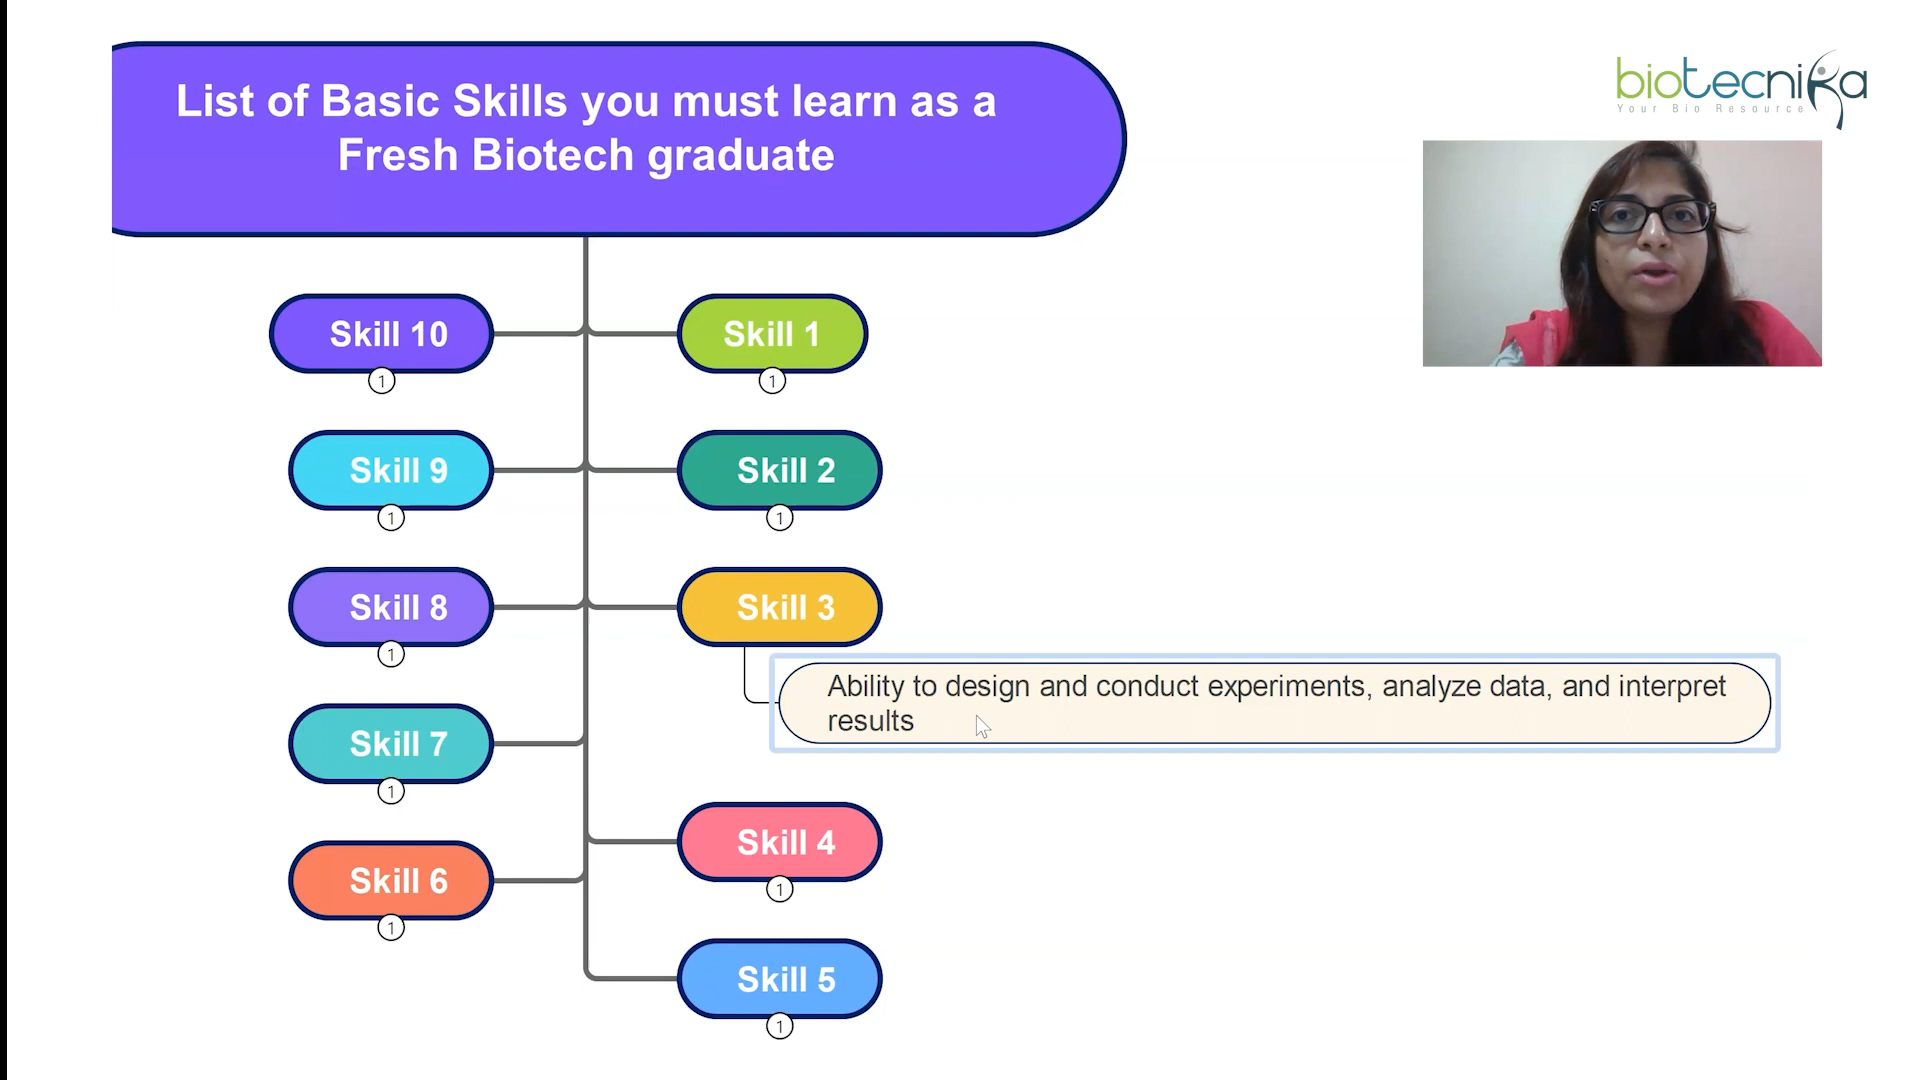 List of Basic Skills you must learn as a
Fresh Biotech graduate
biotecnika
Your Bio Resource
Skill 10
1
Skill 1
1
Skill 9
1
Skill 2
1
Skill 8
1
Skill 3
Ability to design and conduct experiments, analyze data, and interpret
results
Skill 7
1
Skill 4
1
Skill 6
1
Skill 5
1